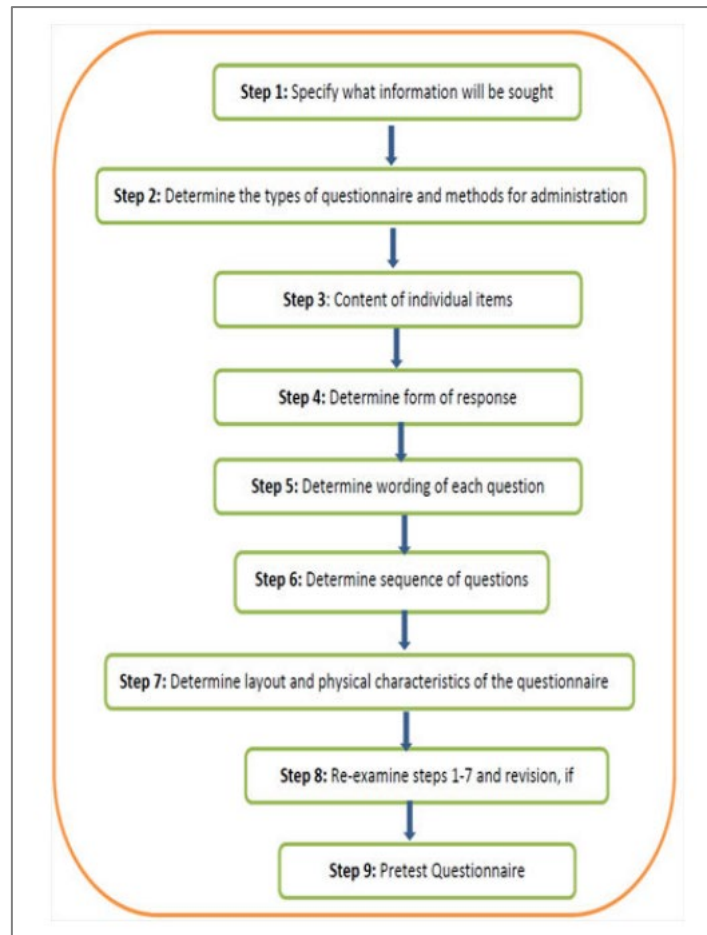 Step 1: Specify what information will be sought
Step 2: Determine the types of questionnaire and methods for administration
Step 3: Content of individual items
Step 4: Determine form of response
Step 5: Determine wording of each question
Step 6: Determine sequence of questions
Step 7: Determine layout and physical characteristics of the questionnaire
Step 8: Re-examine steps 1-7 and revision, if
Step 9: Pretest Questionnaire